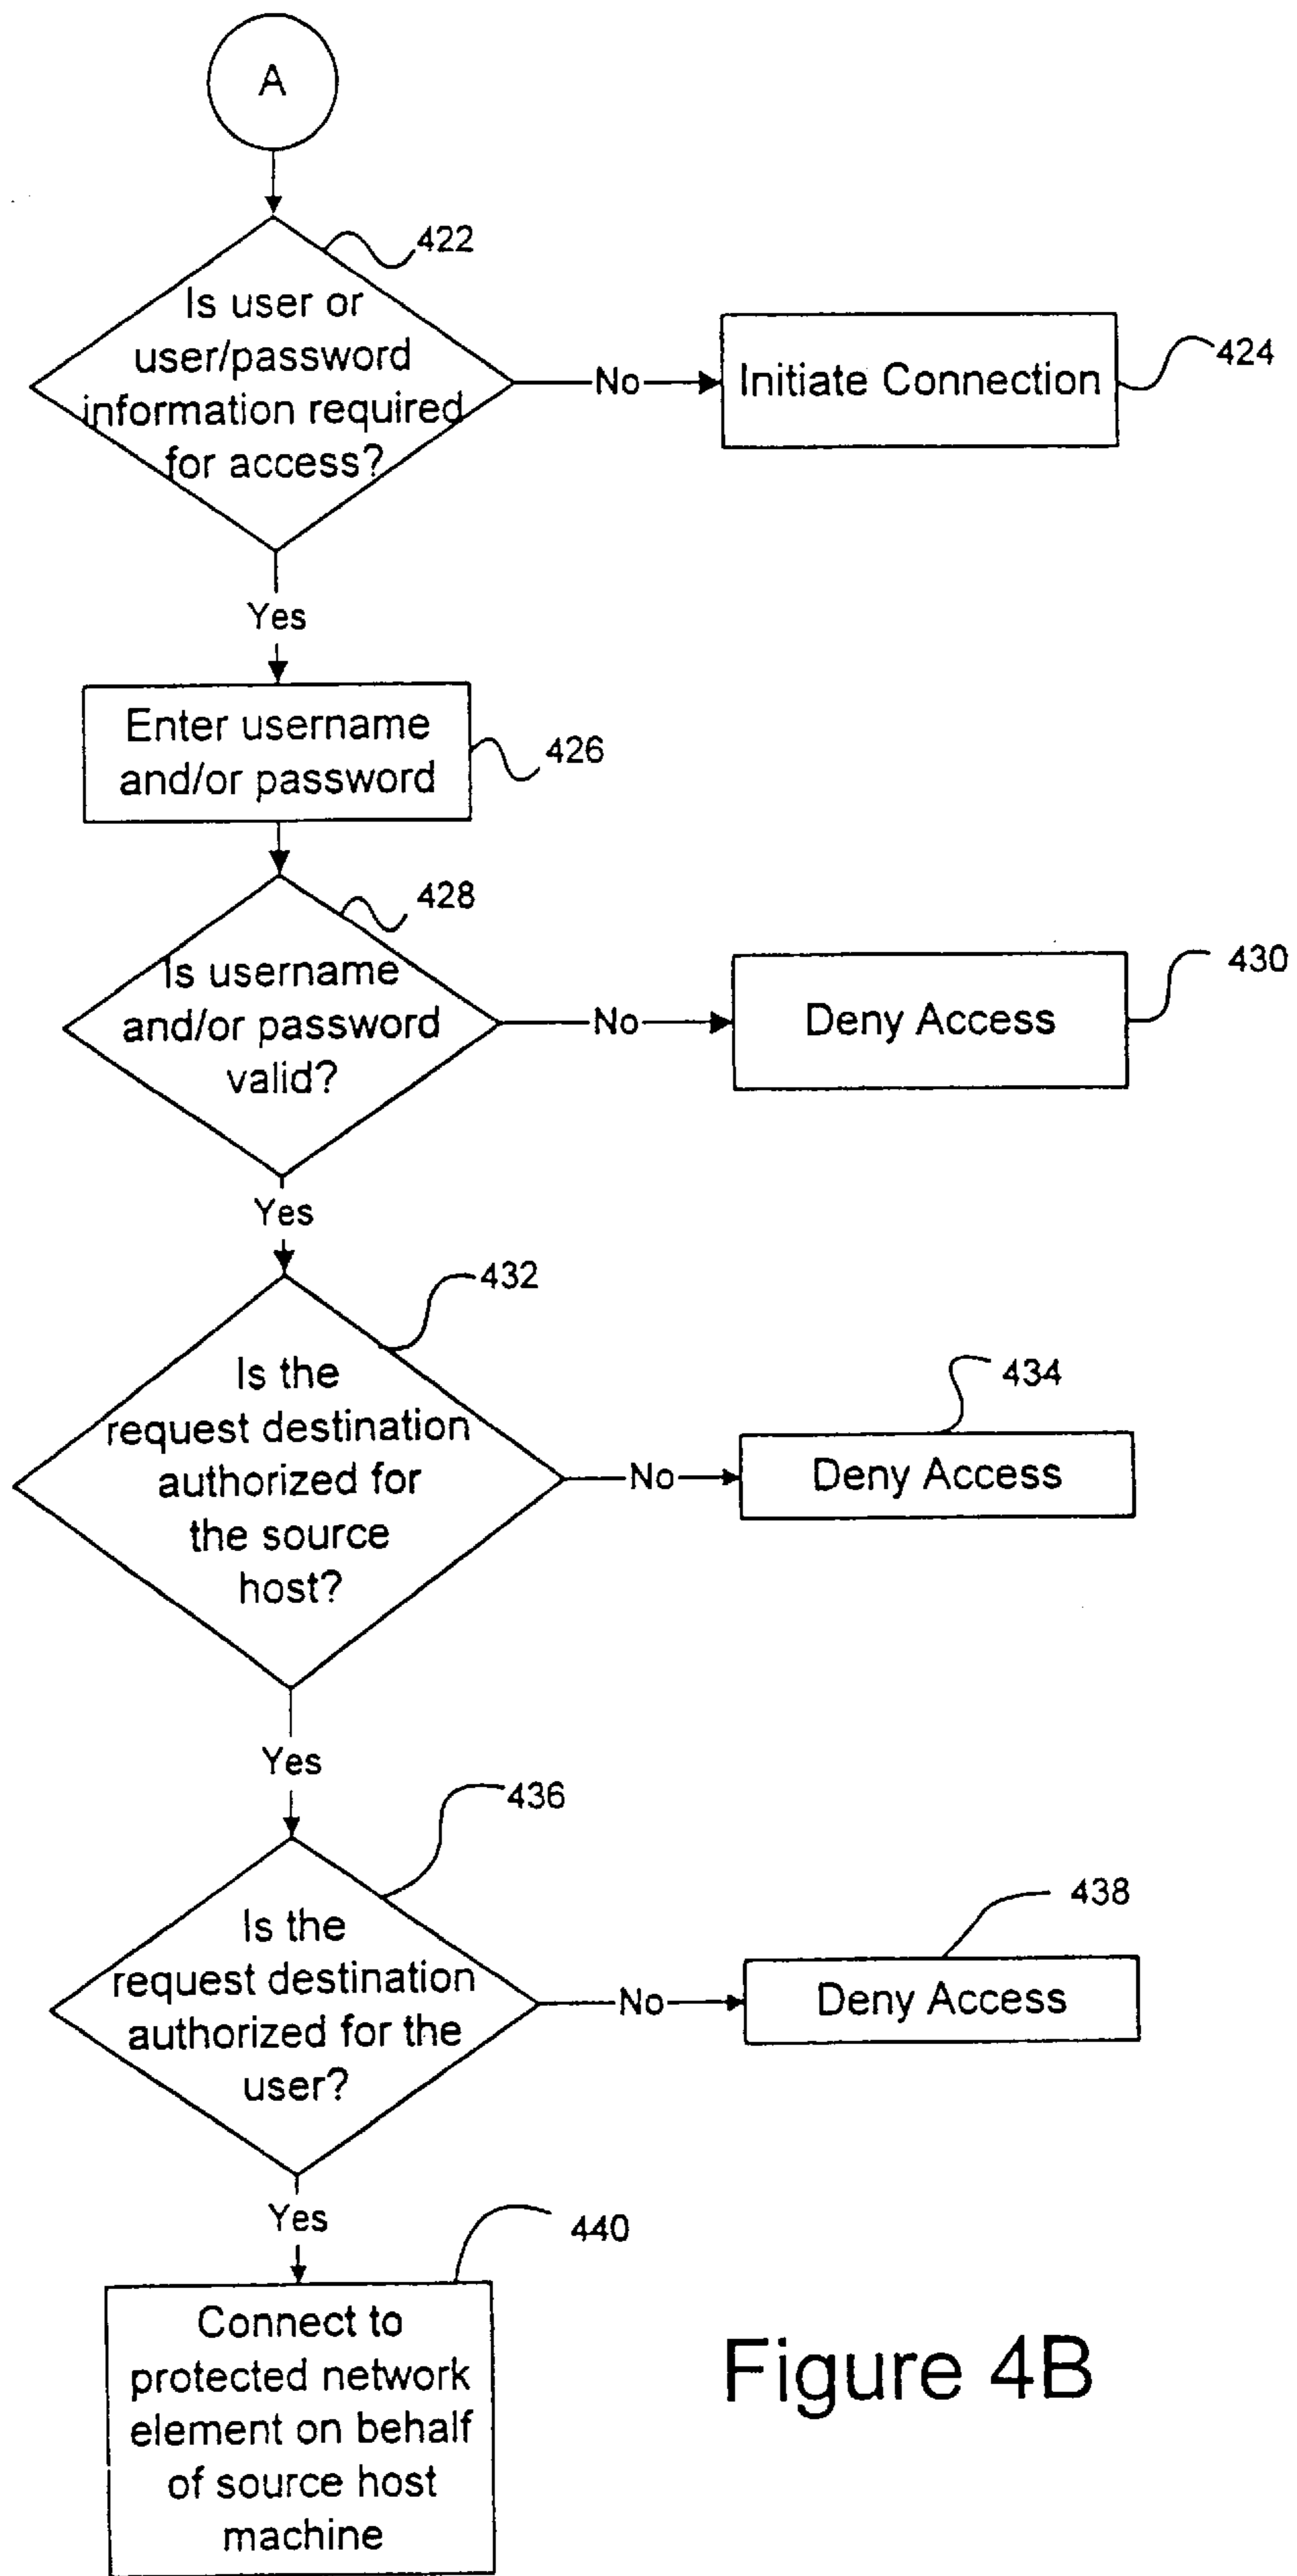 A
422
Is user or
user/password
information required
for access?
No
Initiate Connection
424
Yes
Enter username
and/or password
426
428
Is username
and/or password
valid?
No
Deny Access
430
Yes
432
Is the
request destination
authorized for
the source
host?
No
Deny Access
434
Yes
436
Is the
request destination
authorized for the
user?
No
Deny Access
438
Yes
440
Connect to
protected network
element on behalf
of source host
machine
Figure 4B